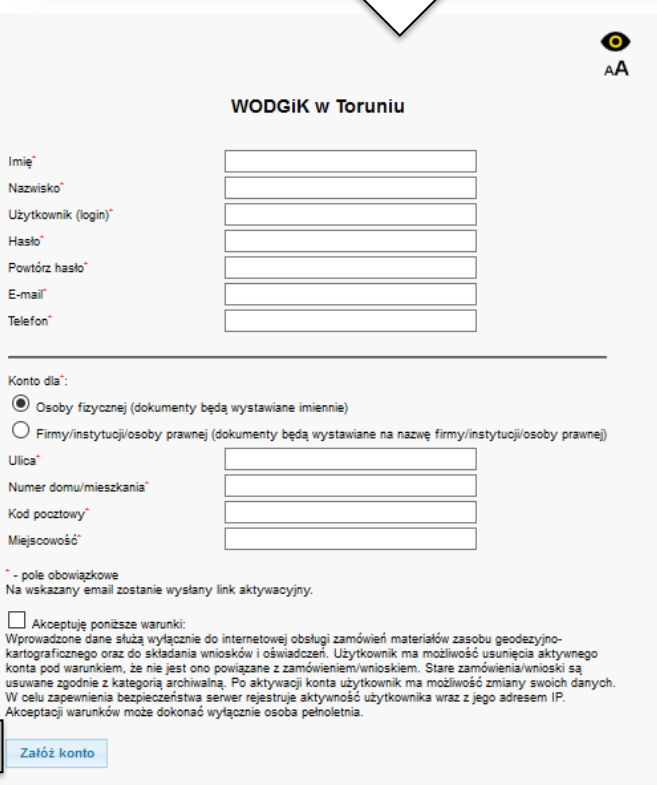 AA
WODGiK w Toruniu
Imię*
Nazwisko*
Użytkownik (login)*
Hasło*
Powtórz hasło*
E-mail*
Telefon*
Konto dla*:
Osoby fizycznej (dokumenty będą wystawiane imiennie)
Firmy/instytucji/osoby prawnej (dokumenty będą wystawiane na nazwę firmy/instytucji/osoby prawnej)
Ulica*
Numer domu/mieszkania*
Kod pocztowy*
Miejscowość*
* - pole obowiązkowe
Na wskazany email zostanie wysłany link aktywacyjny.
Akceptuję poniższe warunki:
Wprowadzone dane służą wyłącznie do internetowej obsługi zamówień materiałów zasobu geodezyjno-
kartograficznego oraz do składania wniosków i oświadczeń. Użytkownik ma możliwość usunięcia aktywnego
konta pod warunkiem, że nie jest ono powiązane z zamówieniem/wnioskiem. Stare zamówienia/wnioski są
usuwane zgodnie z kategorią archiwalną. Po aktywacji konta użytkownik ma możliwość zmiany swoich danych.
W celu zapewnienia bezpieczeństwa serwer rejestruje aktywność użytkownika wraz z jego adresem IP.
Akceptacji warunków może dokonać wyłącznie osoba pełnoletnia.
Załóż konto